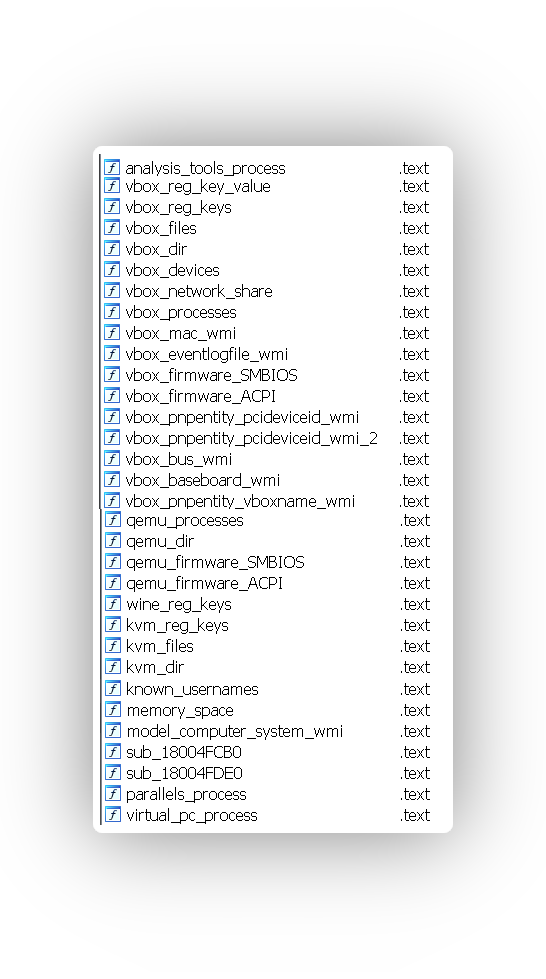 analysis_tools_process .text
vbox_reg_key_value .text
vbox_reg_keys .text
vbox_files .text
vbox_dir .text
vbox_devices .text
vbox_network_share .text
vbox_processes .text
vbox_mac_wmi .text
vbox_eventlogfile_wmi .text
vbox_firmware_SMBIOS .text
vbox_firmware_ACPI .text
vbox_pnpentity_pcideviceid_wmi .text
vbox_pnpentity_pcideviceid_wmi_2 .text
vbox_bus_wmi .text
vbox_baseboard_wmi .text
vbox_pnpentity_vboxname_wmi .text
qemu_processes .text
qemu_dir .text
qemu_firmware_SMBIOS .text
qemu_firmware_ACPI .text
wine_reg_keys .text
kvm_reg_keys .text
kvm_files .text
kvm_dir .text
known_usernames .text
memory_space .text
model_computer_system_wmi .text
sub_18004FCB0 .text
sub_18004FDE0 .text
parallels_process .text
virtual_pc_process .text